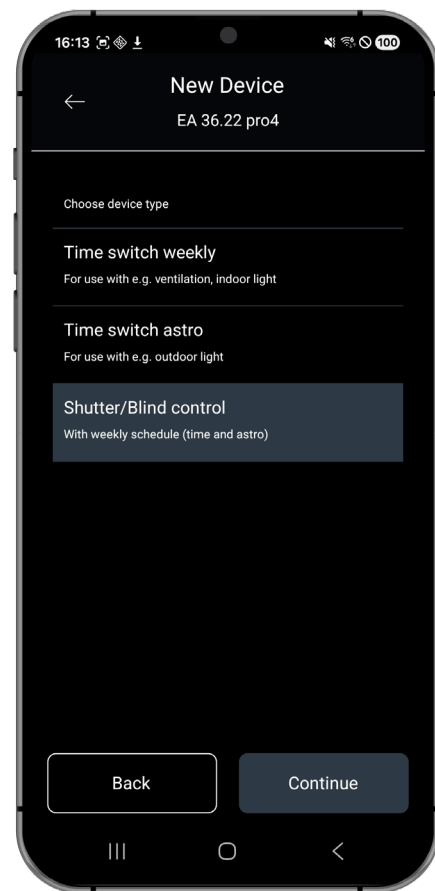 16:13 100
New Device
EA 36.22 pro4
Choose device type
Time switch weekly
For use with e.g. ventilation, indoor light
Time switch astro
For use with e.g. outdoor light
Shutter/Blind control
With weekly schedule (time and astro)
Back Continue